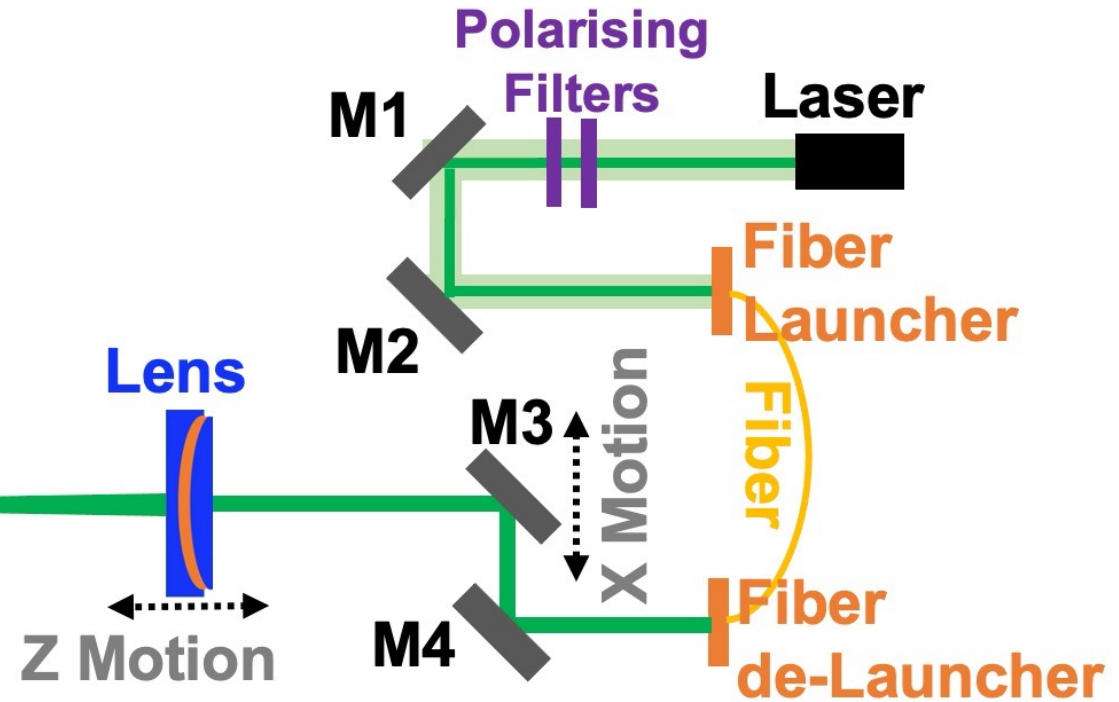 Polarising
Filters
Laser
M1
Fiber
Launcher
M2
Lens
M3
X Motion
Fiber
Z Motion
M4
Fiber
de-Launcher